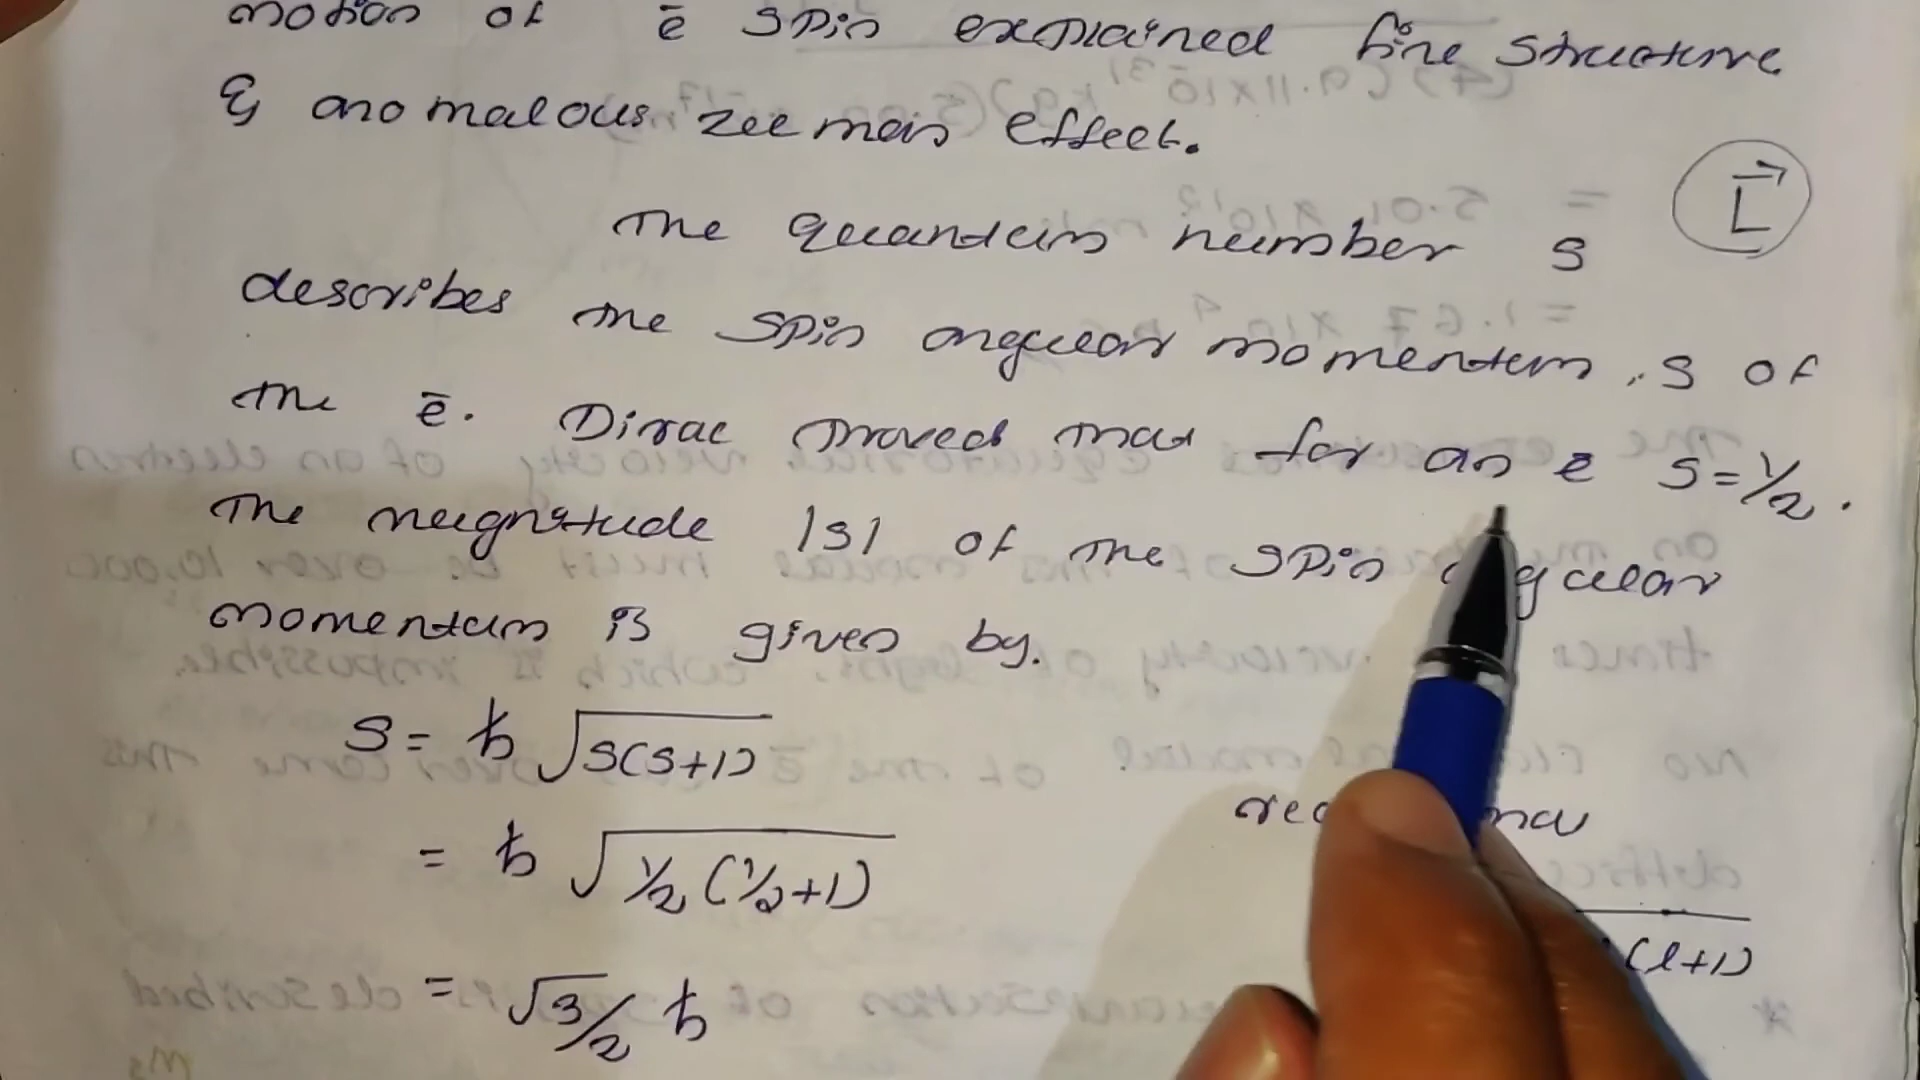 motion of ē spin explained fine structure
& anomalous zeeman effect.
L⃗
The quantum number s
describes the spin angular momentum, s of
the ē. Dirac proved that for an ē s=1/2.
The magnitude |s| of the spin angular
momentum is given by.
S = ħ √s(s+1)
= ħ √1/2 (1/2+1)
= √3/2 ħ
(l+1)